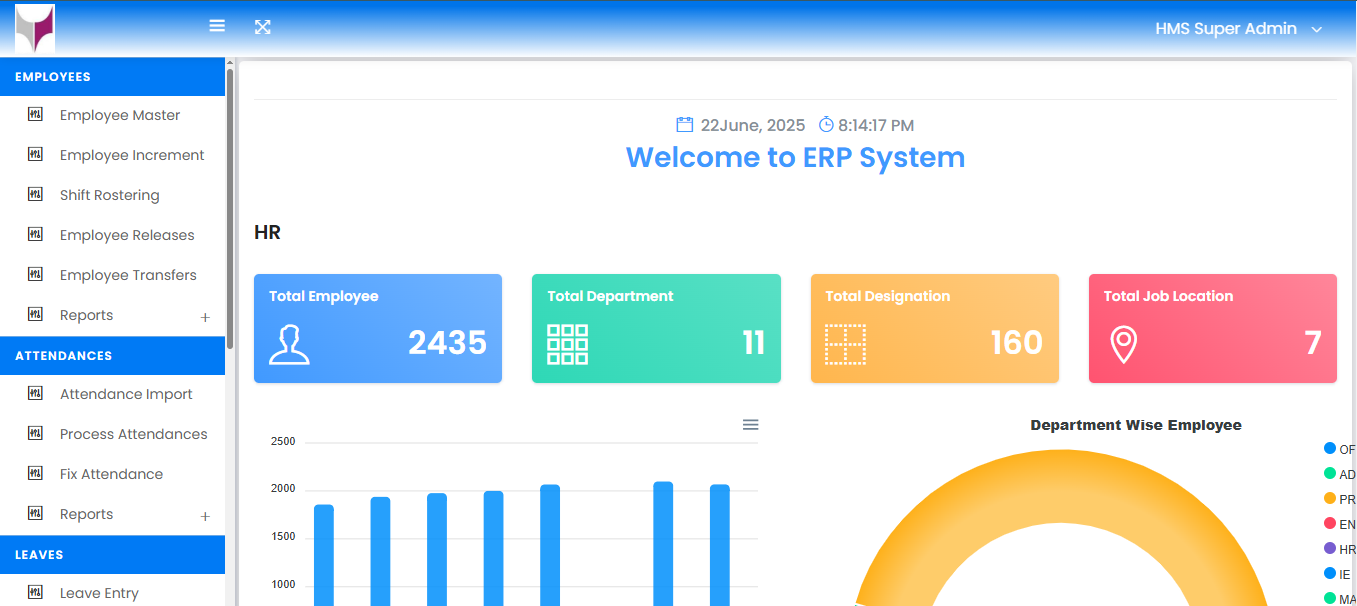 HMS Super Admin
EMPLOYEES
Employee Master
Employee Increment
Shift Rostering
Employee Releases
Employee Transfers
Reports +
ATTENDANCES
Attendance Import
Process Attendances
Fix Attendance
Reports +
LEAVES
Leave Entry
22June, 2025 8:14:17 PM
Welcome to ERP System
HR
Total Employee
2435
Total Department
11
Total Designation
160
Total Job Location
7
2500
2000
1500
1000
Department Wise Employee
OF
AD
PR
EN
HR
IE
MA